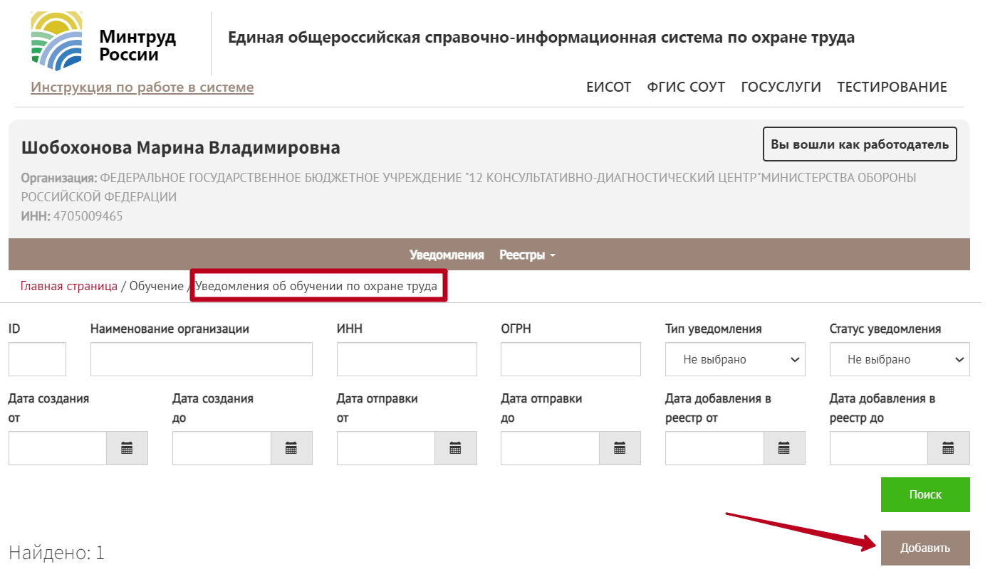 Минтруд
России
Единая общероссийская справочно-информационная система по охране труда
Инструкция по работе в системе
ЕИСОТ ФГИС СОУТ ГОСУСЛУГИ ТЕСТИРОВАНИЕ
Шобохонова Марина Владимировна
Вы вошли как работодатель
Организация: ФЕДЕРАЛЬНОЕ ГОСУДАРСТВЕННОЕ БЮДЖЕТНОЕ УЧРЕЖДЕНИЕ "12 КОНСУЛЬТАТИВНО-ДИАГНОСТИЧЕСКИЙ ЦЕНТР"МИНИСТЕРСТВА ОБОРОНЫ
РОССИЙСКОЙ ФЕДЕРАЦИИ
ИНН: 4705009465
Уведомления Реестры
Главная страница / Обучение / Уведомления об обучении по охране труда
ID Наименование организации ИНН ОГРН Тип уведомления Статус уведомления
Не выбрано Не выбрано
Дата создания Дата создания Дата отправки Дата отправки Дата добавления в Дата добавления в
от до от до реестр от реестр до
Поиск
Найдено: 1
Добавить